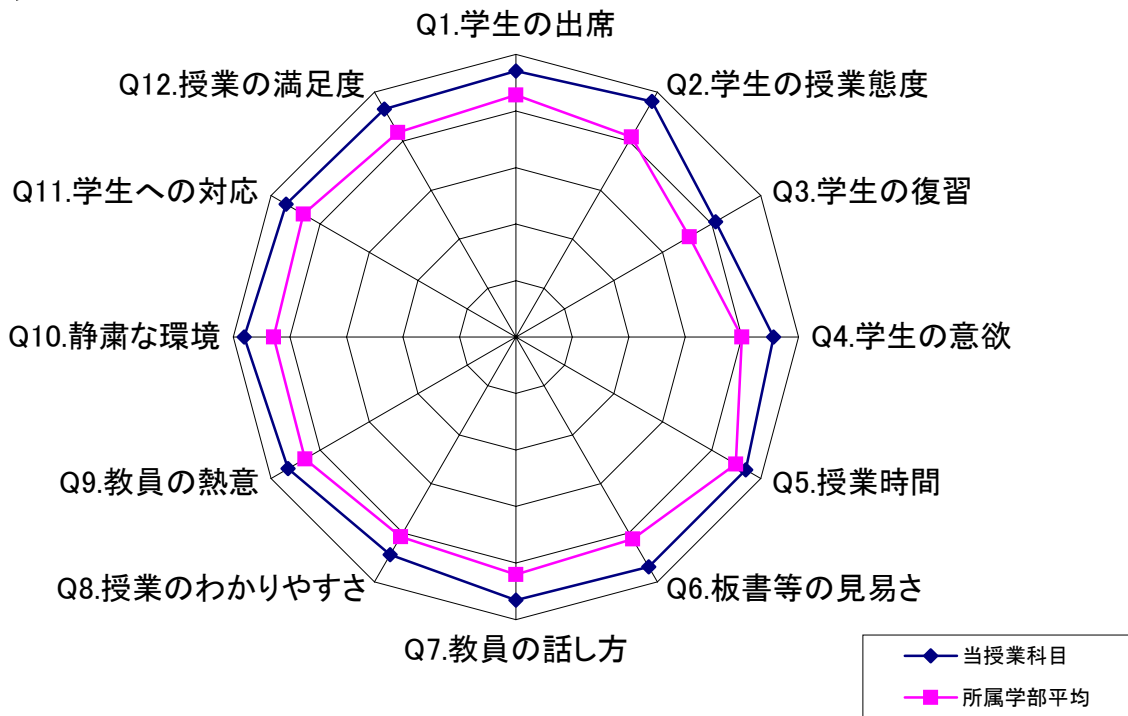 Q1.学生の出席
Q2.学生の授業態度
Q3.学生の復習
Q4.学生の意欲
Q5.授業時間
Q6.板書等の見易さ
Q7.教員の話し方
Q8.授業のわかりやすさ
Q9.教員の熱意
Q10.静粛な環境
Q11.学生への対応
Q12.授業の満足度
当授業科目
所属学部平均